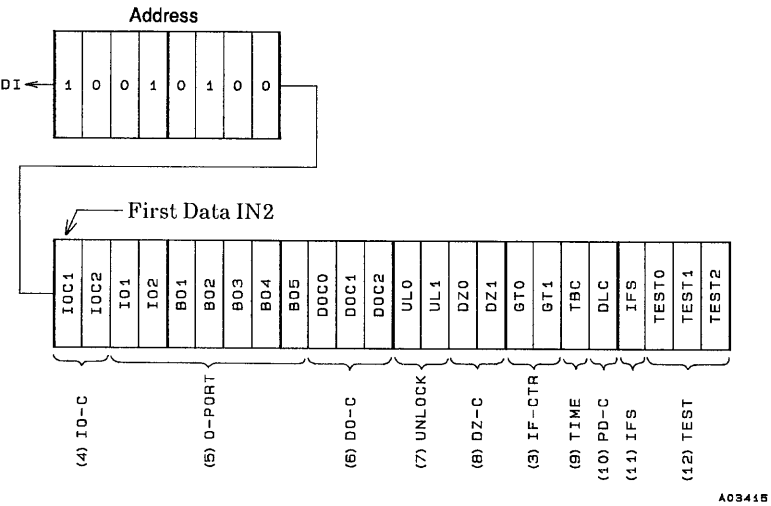 Address
DI
1 0 0 1 0 1 0 0
First Data IN2
IOC1 IOC2 IO1 IO2 BO1 BO2 BO3 BO4 BO5 DOC0 DOC1 DOC2 UL0 UL1 DZ0 DZ1 GT0 GT1 TBC DLC IFS TEST0 TEST1 TEST2
(4) IO-C
(5) O-PORT
(6) DO-C
(7) UNLOCK
(8) DZ-C
(3) IF-CTR
(9) TIME
(10) PD-C
(11) IFS
(12) TEST
A03415